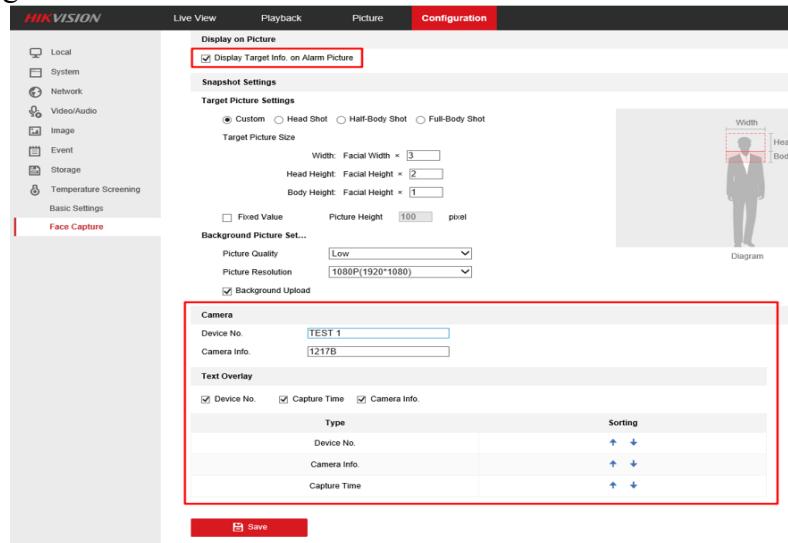 HIKVISION
Live View Playback Picture Configuration
Local
System
Network
Video/Audio
Image
Event
Storage
Temperature Screening
Basic Settings
Face Capture
Display on Picture
Display Target Info. on Alarm Picture
Snapshot Settings
Target Picture Settings
Custom Head Shot Half-Body Shot Full-Body Shot
Target Picture Size
Width: Facial Width × 3
Head Height: Facial Height × 2
Body Height: Facial Height × 1
Fixed Value Picture Height 100 pixel
Background Picture Set...
Picture Quality Low
Picture Resolution 1080P(1920*1080)
Background Upload
Width
Hea
Bod
Diagram
Camera
Device No. TEST 1
Camera Info. 1217B
Text Overlay
Device No. Capture Time Camera Info.
Type Sorting
Device No.
Camera Info.
Capture Time
Save